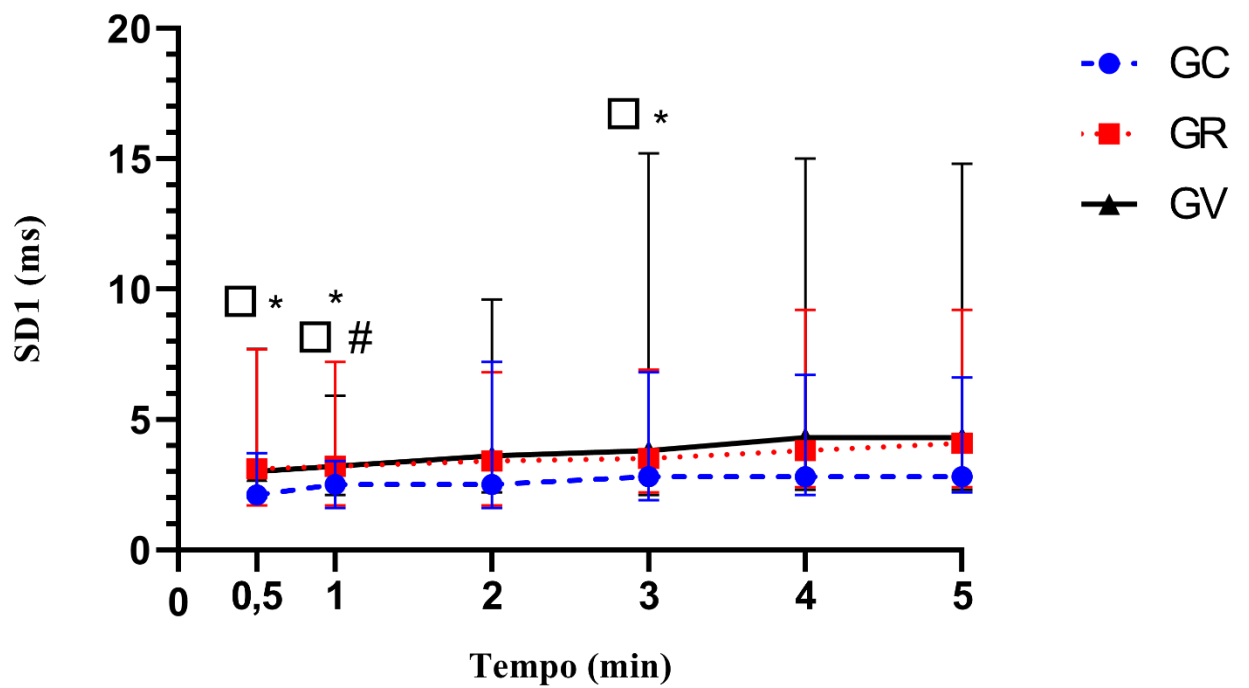 20
15
10
5
0
SD1 (ms)
□ *
*
□ #
□ *
0 0,5 1 2 3 4 5
Tempo (min)
GC
GR
GV